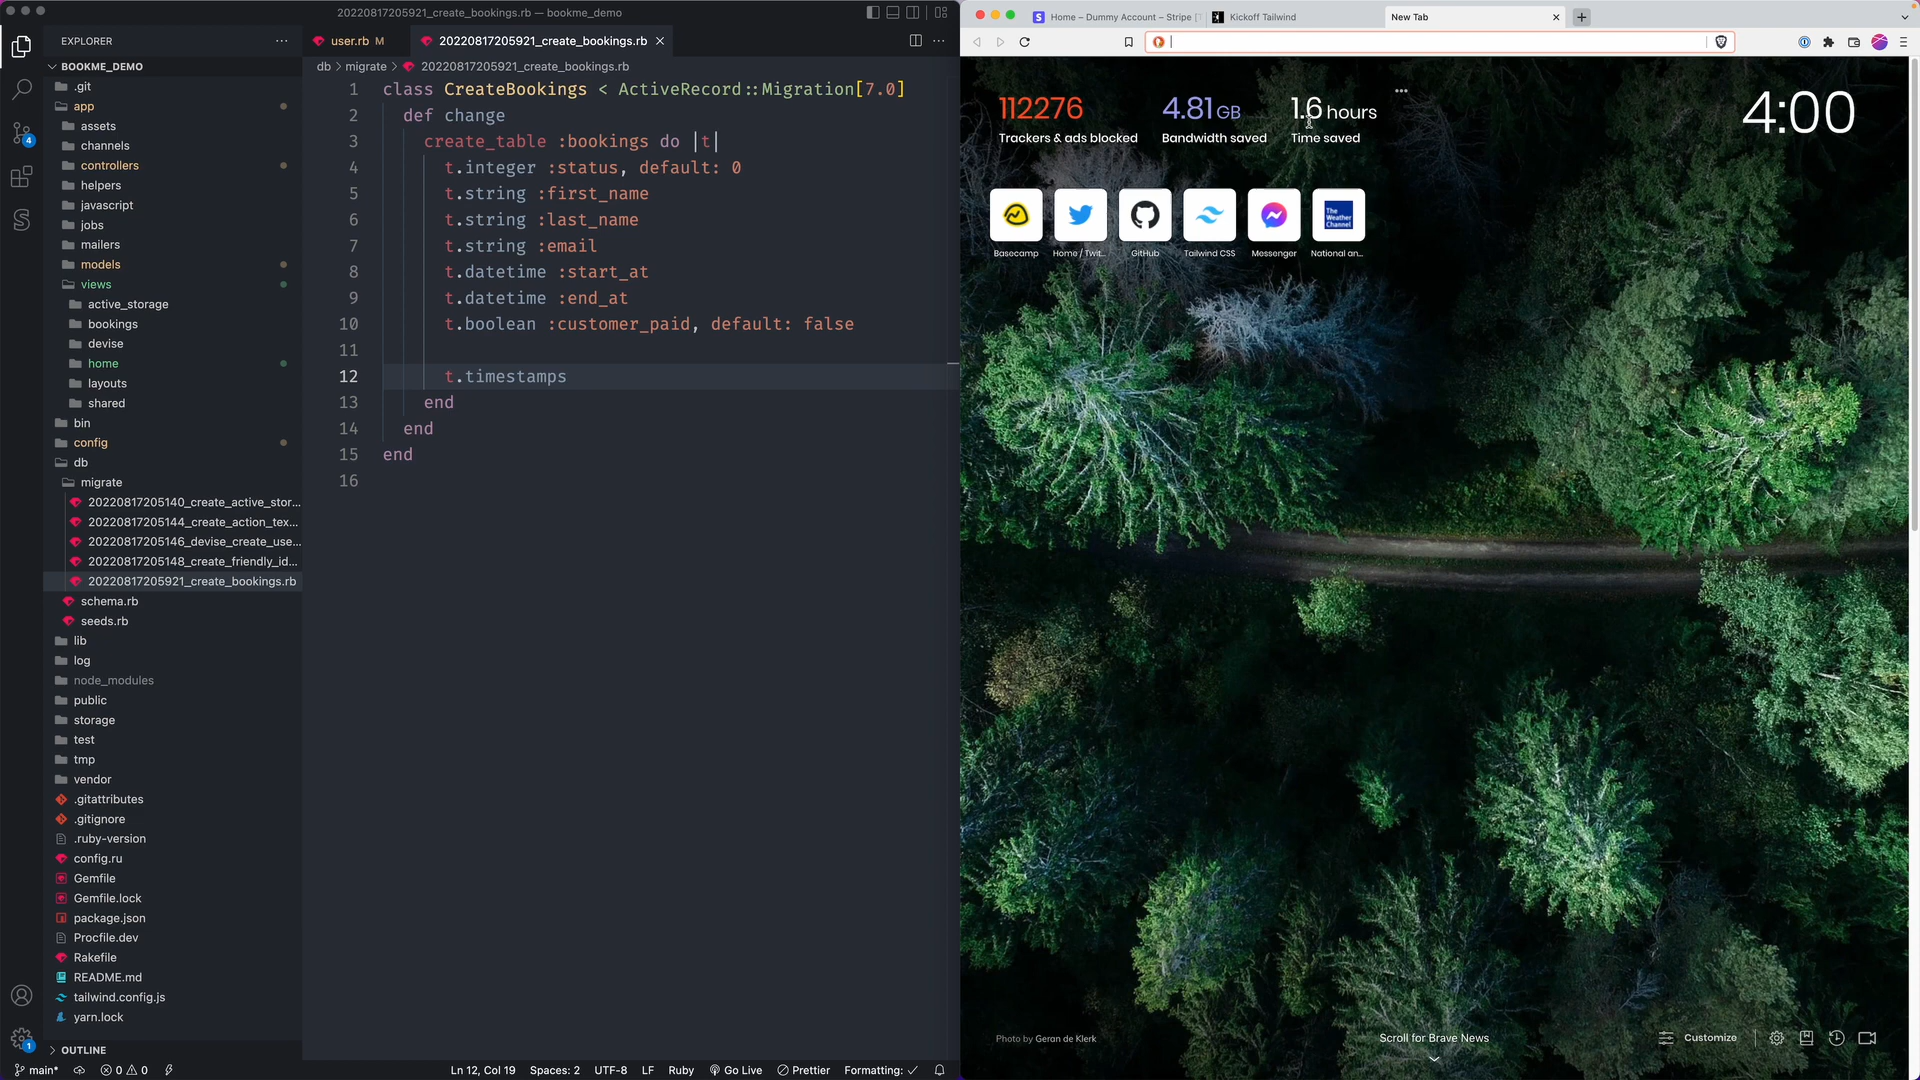 20220817205921_create_bookings.rb — bookme_demo
EXPLORER
BOOKME_DEMO
.git
app
assets
channels
controllers
helpers
javascript
jobs
mailers
models
views
active_storage
bookings
devise
home
layouts
shared
bin
config
db
migrate
20220817205140_create_active_stor...
20220817205144_create_action_tex...
20220817205146_devise_create_use...
20220817205148_create_friendly_id...
20220817205921_create_bookings.rb
schema.rb
seeds.rb
lib
log
node_modules
public
storage
test
tmp
vendor
.gitattributes
.gitignore
.ruby-version
config.ru
Gemfile
Gemfile.lock
package.json
Procfile.dev
Rakefile
README.md
tailwind.config.js
yarn.lock
OUTLINE
4
1
user.rb M
20220817205921_create_bookings.rb
db > migrate > 20220817205921_create_bookings.rb
1 class CreateBookings < ActiveRecord::Migration[7.0]
2 def change
3 create_table :bookings do |t|
4 t.integer :status, default: 0
5 t.string :first_name
6 t.string :last_name
7 t.string :email
8 t.datetime :start_at
9 t.datetime :end_at
10 t.boolean :customer_paid, default: false
11
12 t.timestamps
13 end
14 end
15 end
16
main* 0 0 Ln 12, Col 19 Spaces: 2 UTF-8 LF Ruby Go Live Prettier Formatting:
Home – Dummy Account – Stripe [T
Kickoff Tailwind
New Tab
112276
Trackers & ads blocked
4.81 GB
Bandwidth saved
1.6 hours
Time saved
4:00
Basecamp
Home / Twit...
GitHub
Tailwind CSS
Messenger
The Weather Channel
National an...
Photo by Geran de Klerk
Scroll for Brave News
Customize